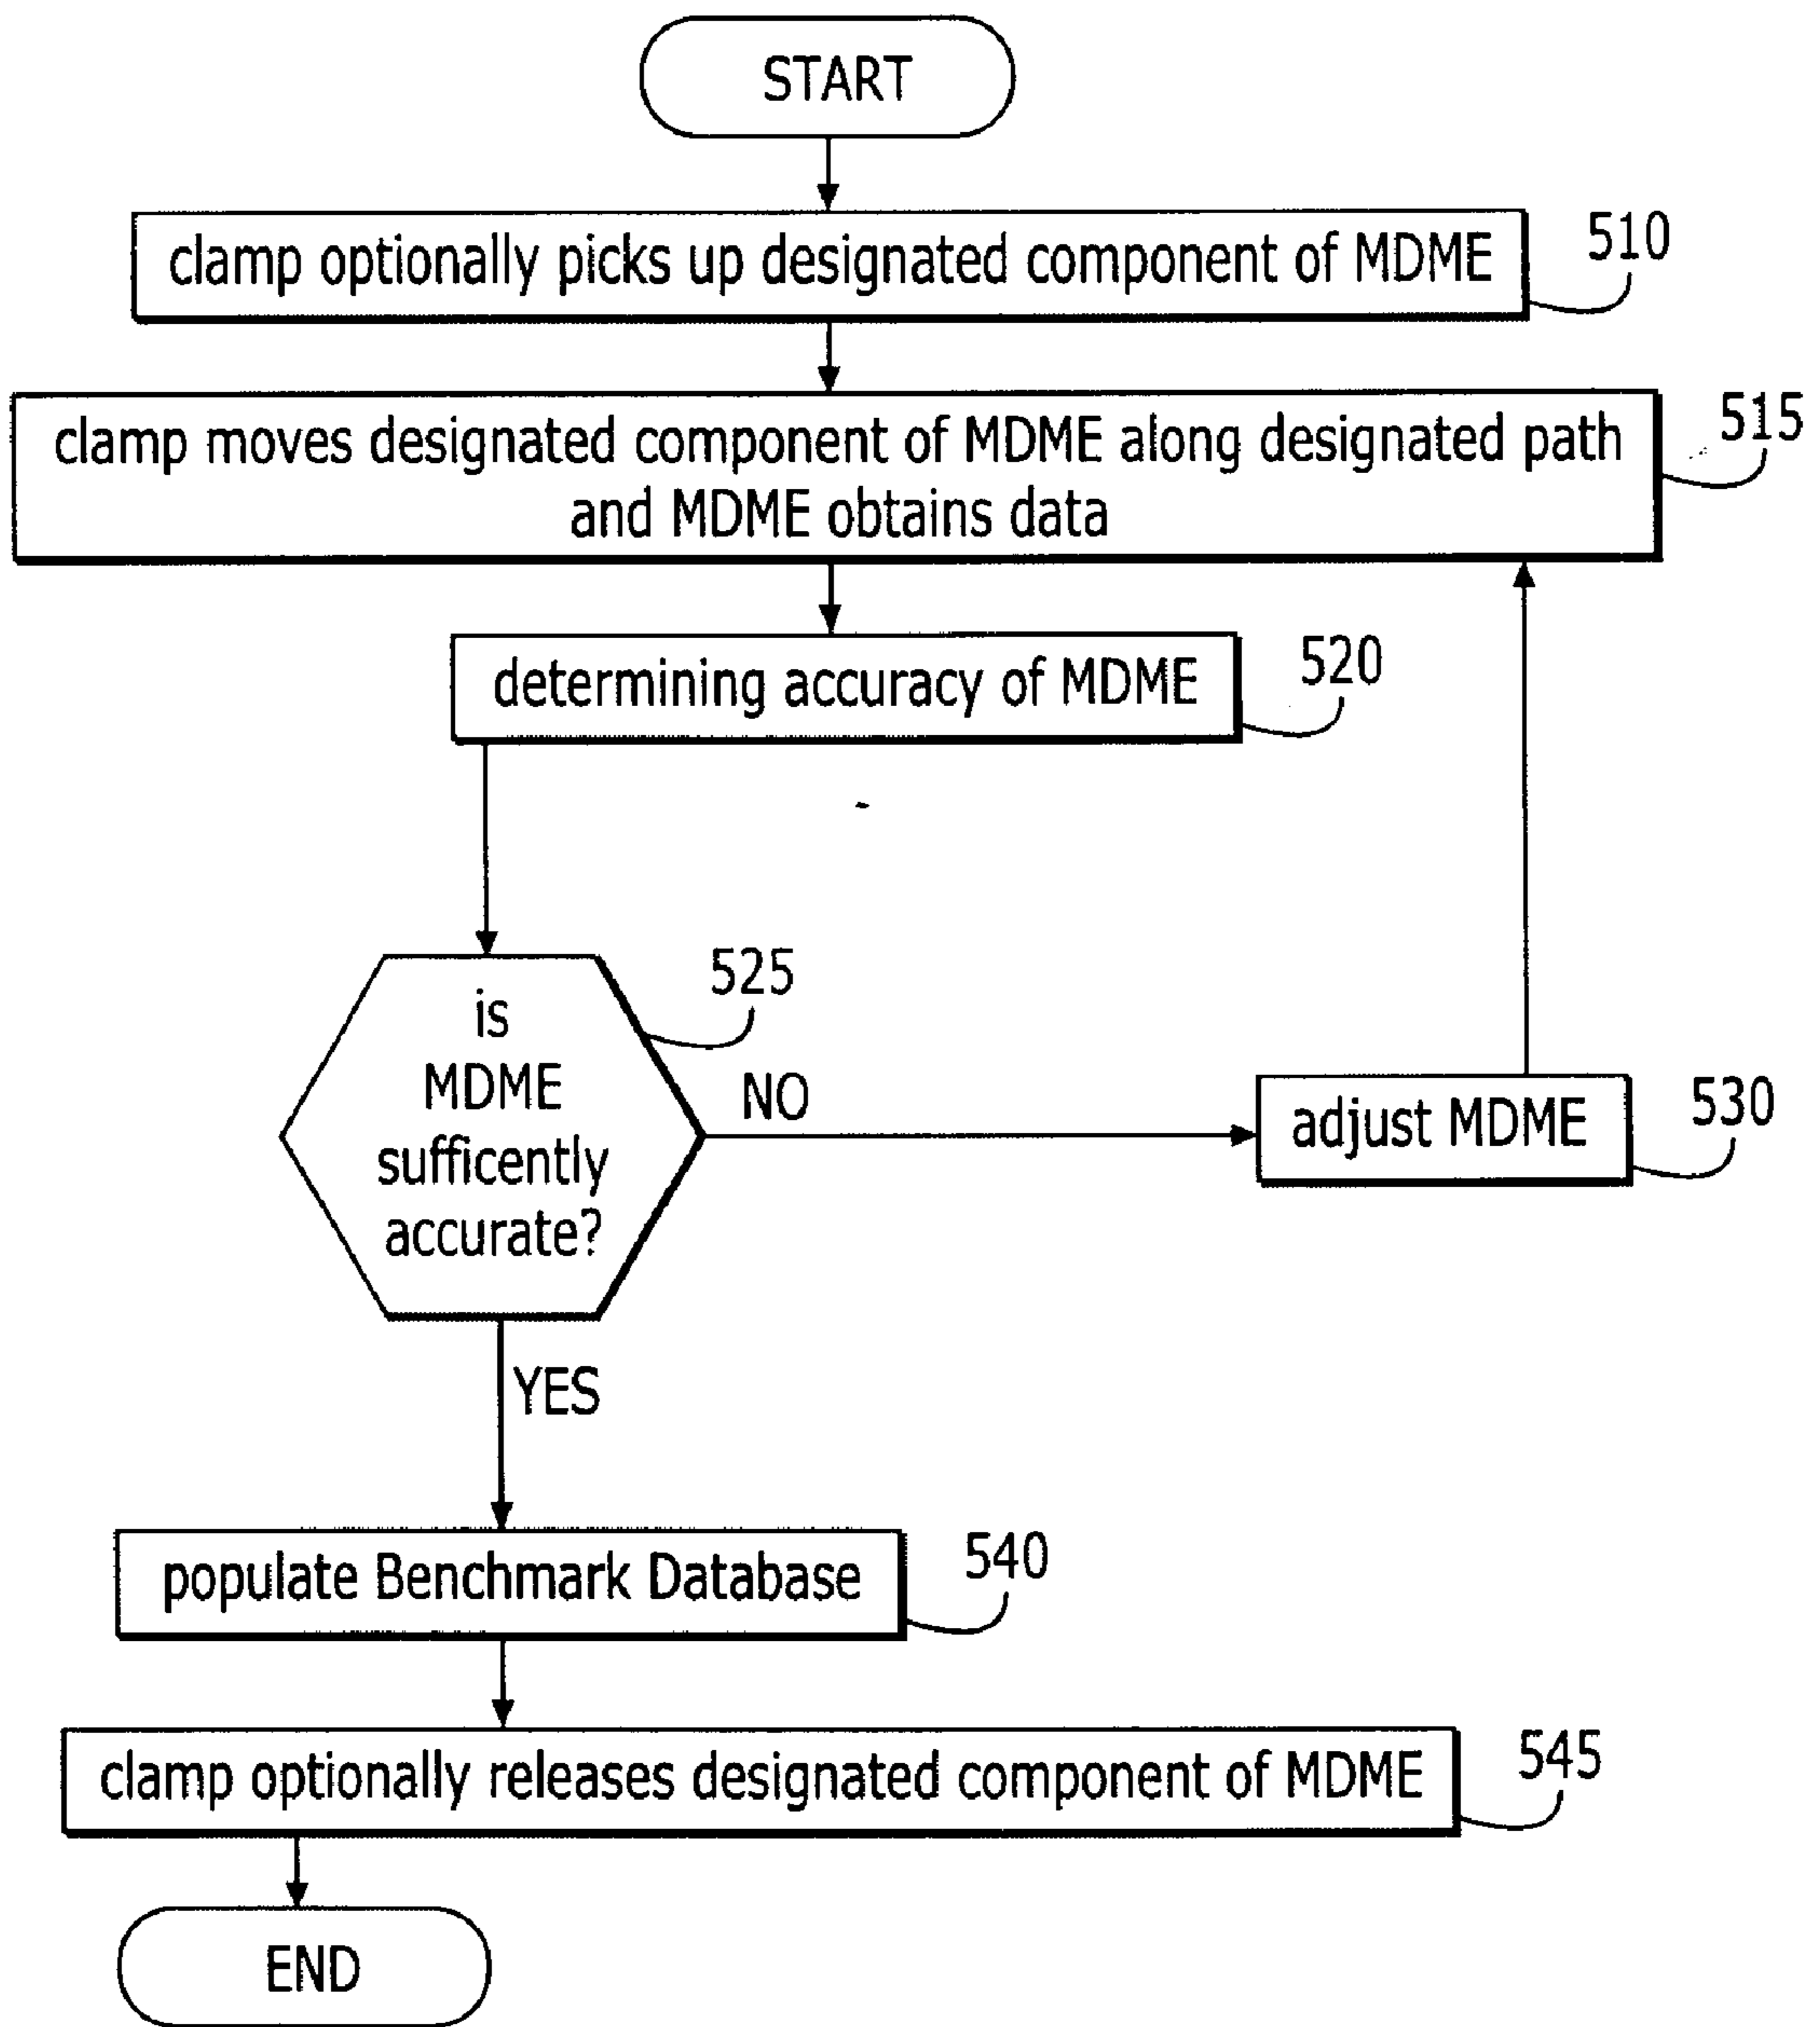 START
clamp optionally picks up designated component of MDME
510
clamp moves designated component of MDME along designated path
and MDME obtains data
515
determining accuracy of MDME
520
is
MDME
sufficently
accurate?
525
NO
adjust MDME
530
YES
populate Benchmark Database
540
clamp optionally releases designated component of MDME
545
END